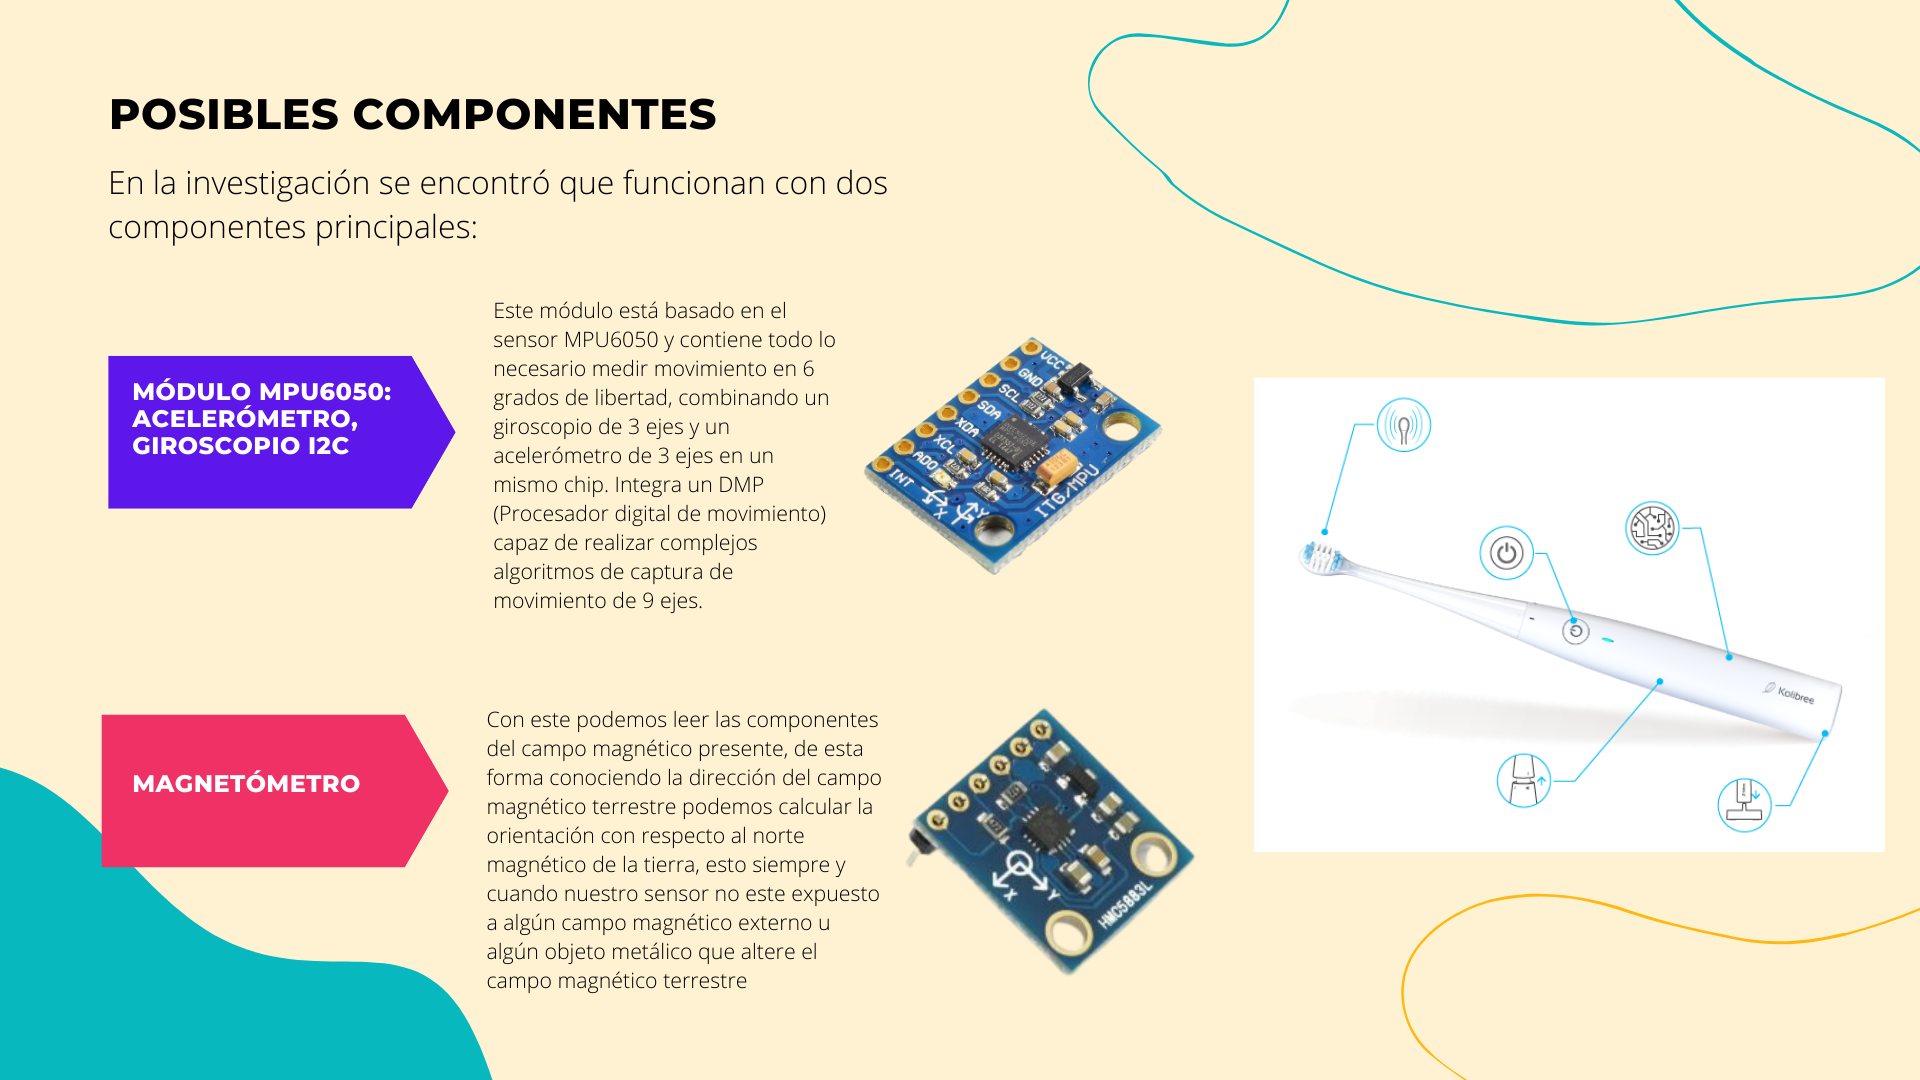 POSIBLES COMPONENTES
En la investigación se encontró que funcionan con dos
componentes principales:
MÓDULO MPU6050:
ACELERÓMETRO,
GIROSCOPIO I2C
Este módulo está basado en el
sensor MPU6050 y contiene todo lo
necesario medir movimiento en 6
grados de libertad, combinando un
giroscopio de 3 ejes y un
acelerómetro de 3 ejes en un
mismo chip. Integra un DMP
(Procesador digital de movimiento)
capaz de realizar complejos
algoritmos de captura de
movimiento de 9 ejes.
VCC
GND
SCL
SDA
XDA
XCL
ADO
INT
X
Y
ITG/MPU
Kolibree
MAGNETÓMETRO
Con este podemos leer las componentes
del campo magnético presente, de esta
forma conociendo la dirección del campo
magnético terrestre podemos calcular la
orientación con respecto al norte
magnético de la tierra, esto siempre y
cuando nuestro sensor no este expuesto
a algún campo magnético externo u
algún objeto metálico que altere el
campo magnético terrestre
X
Y
HMC5883L